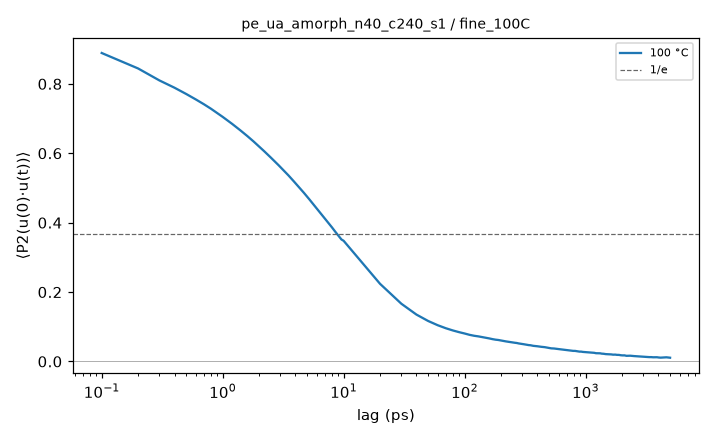 pe_ua_amorph_n40_c240_s1 / fine_100C
100 °C
1/e
⟨P2(u(0)·u(t))⟩
0.8
0.6
0.4
0.2
0.0
10⁻¹
10⁰
10¹
10²
10³
lag (ps)